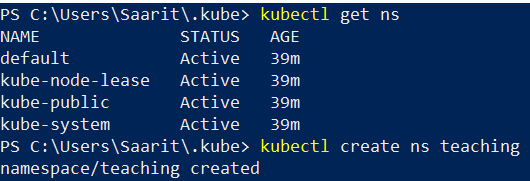 PS C:\Users\Saarit\.kube> kubectl get ns
NAME STATUS AGE
default Active 39m
kube-node-lease Active 39m
kube-public Active 39m
kube-system Active 39m
PS C:\Users\Saarit\.kube> kubectl create ns teaching
namespace/teaching created